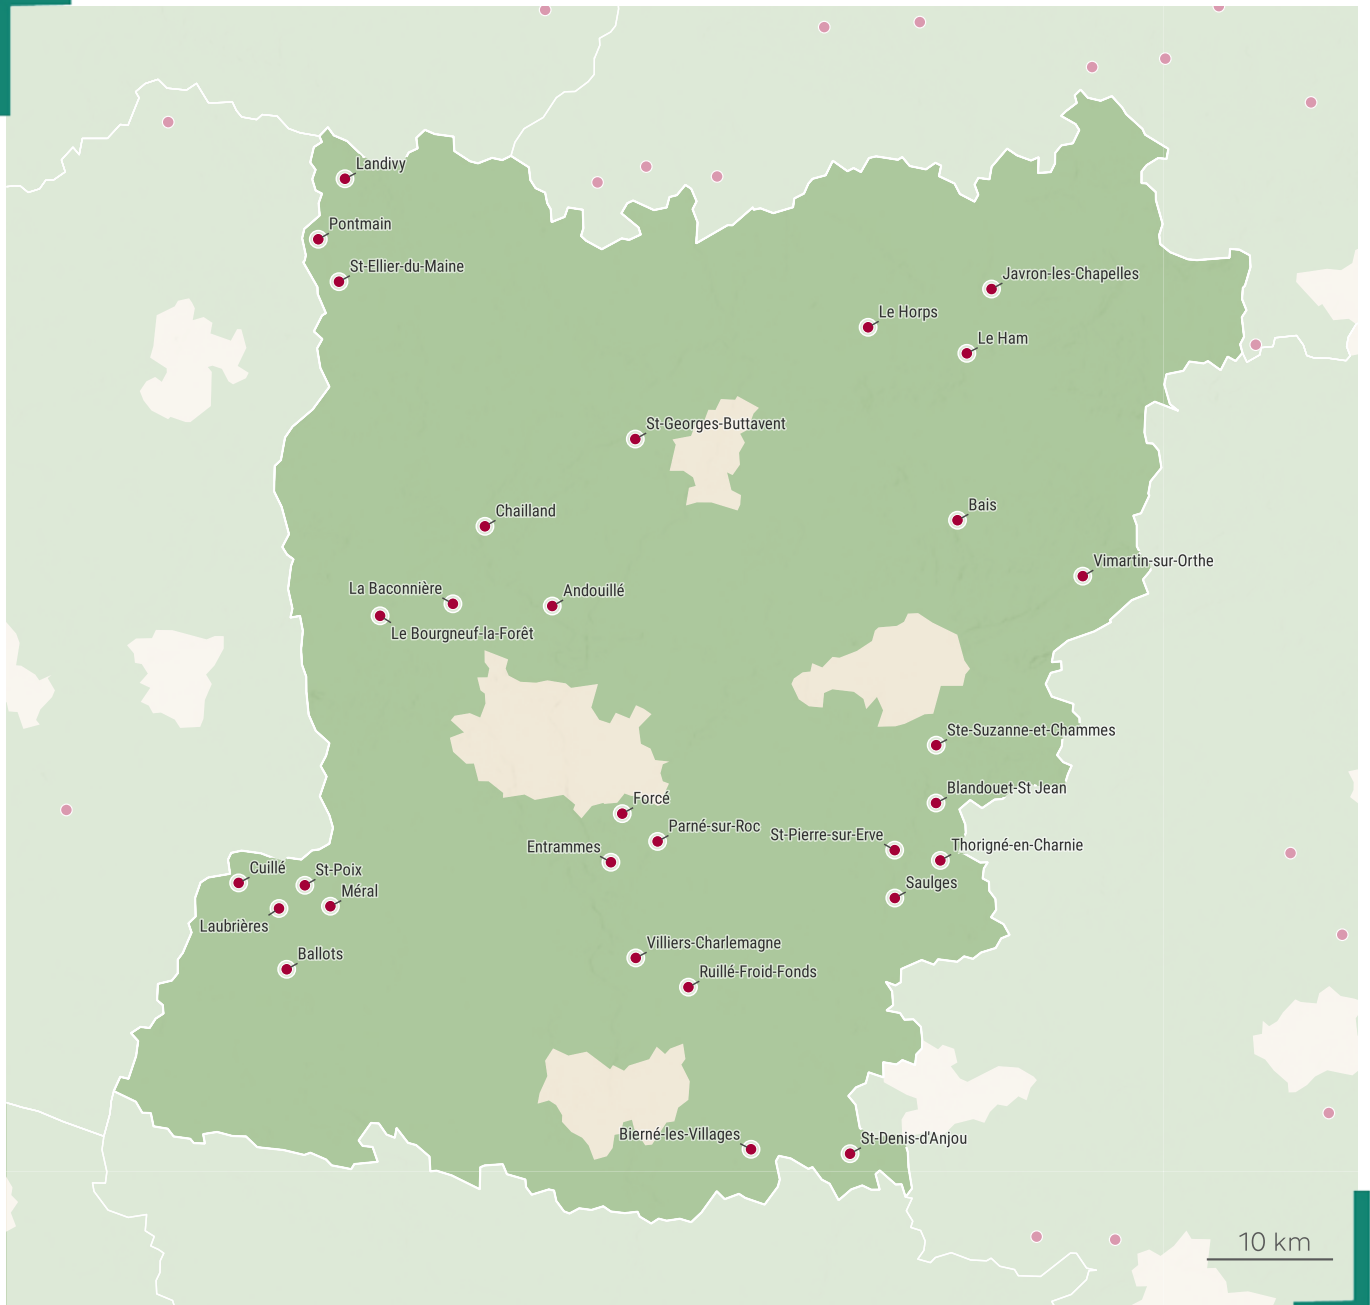 Landivy
Pontmain
St-Ellier-du-Maine
Javron-les-Chapelles
Le Horps
Le Ham
St-Georges-Buttavent
Chailland
Bais
Vimartin-sur-Orthe
La Baconnière
Andouillé
Le Bourgneuf-la-Forêt
Ste-Suzanne-et-Chammes
Blandouet-St Jean
Forcé
Parné-sur-Roc
St-Pierre-sur-Erve
Entrammes
Thorigné-en-Charnie
Cuillé
St-Poix
Saulges
Méral
Laubrières
Villiers-Charlemagne
Ballots
Ruillé-Froid-Fonds
Bierné-les-Villages
St-Denis-d'Anjou
10 km